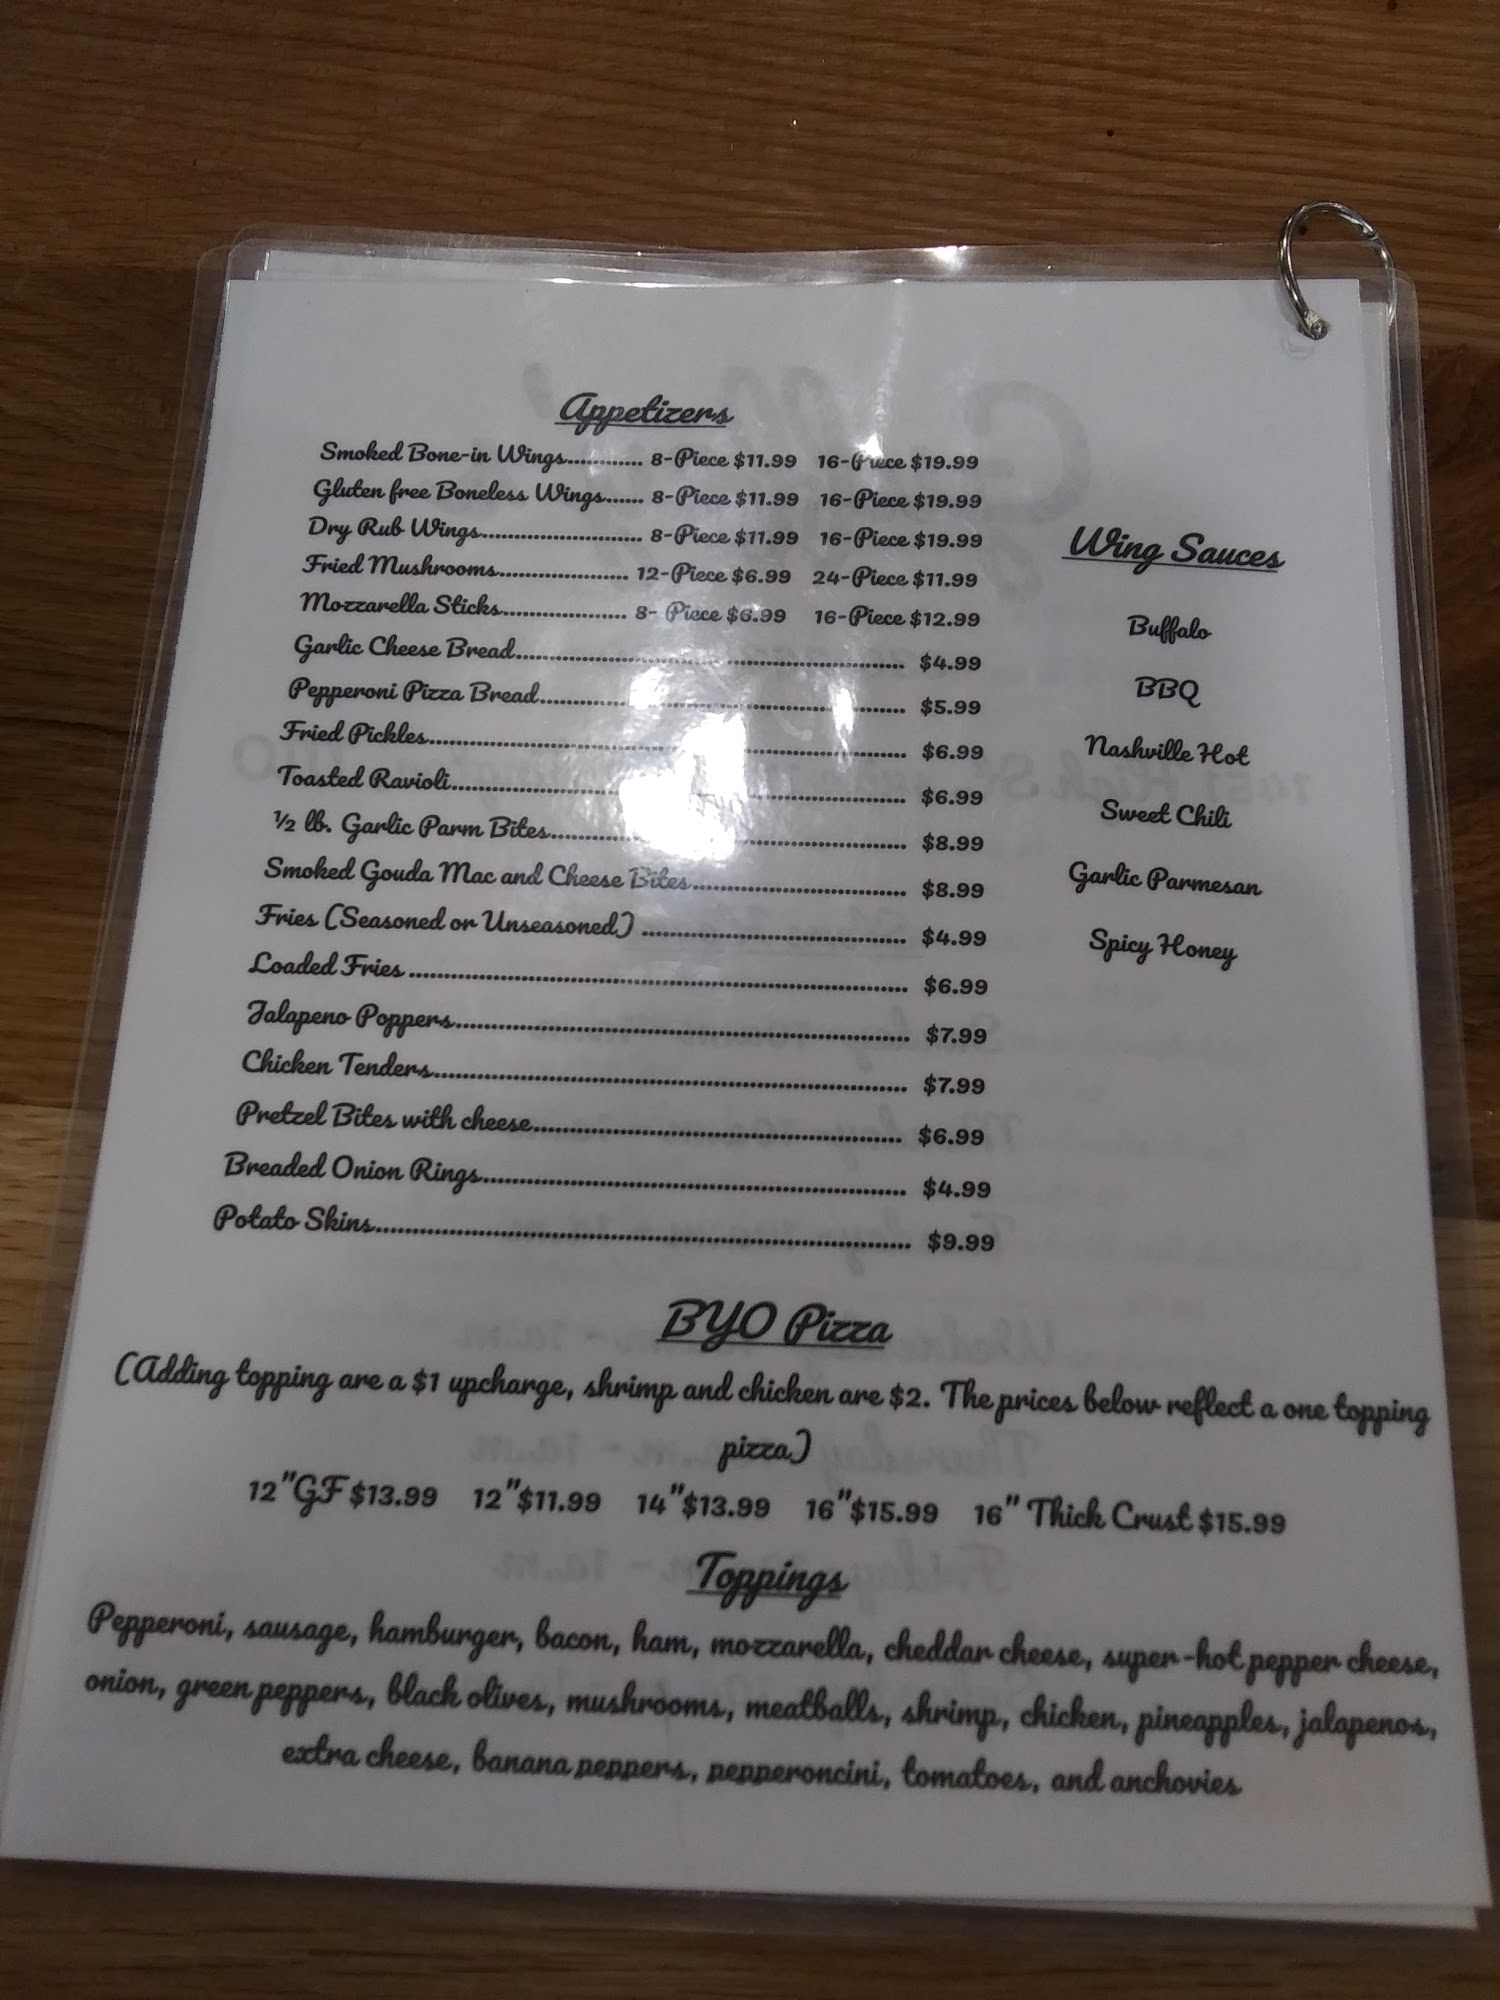 Appetizers
Smoked Bone-in Wings............. 8-Piece $11.99 16-Piece $19.99
Gluten free Boneless Wings...... 8-Piece $11.99 16-Piece $19.99
Dry Rub Wings.......................... 8-Piece $11.99 16-Piece $19.99
Fried Mushrooms..................... 12-Piece $6.99 24-Piece $11.99
Mozzarella Sticks.................... 8- Piece $6.99 16-Piece $12.99
Garlic Cheese Bread................................................................ $4.99
Pepperoni Pizza Bread............................................................. $5.99
Fried Pickles............................................................................. $6.99
Toasted Ravioli......................................................................... $6.99
½ lb. Garlic Parm Bites........................................................... $8.99
Smoked Gouda Mac and Cheese Bites................................... $8.99
Fries (Seasoned or Unseasoned) ........................................... $4.99
Loaded Fries ................................................................................ $6.99
Jalapeno Poppers......................................................................... $7.99
Chicken Tenders............................................................................ $7.99
Pretzel Bites with cheese............................................................ $6.99
Breaded Onion Rings.................................................................... $4.99
Potato Skins..................................................................................... $9.99
Wing Sauces
Buffalo
BBQ
Nashville Hot
Sweet Chili
Garlic Parmesan
Spicy Honey
BYO Pizza
(Adding topping are a $1 upcharge, shrimp and chicken are $2. The prices below reflect a one topping
pizza)
12"GF $13.99 12"$11.99 14"$13.99 16"$15.99 16" Thick Crust $15.99
Toppings
Pepperoni, sausage, hamburger, bacon, ham, mozzarella, cheddar cheese, super-hot pepper cheese,
onion, green peppers, black olives, mushrooms, meatballs, shrimp, chicken, pineapples, jalapenos,
extra cheese, banana peppers, pepperoncini, tomatoes, and anchovies